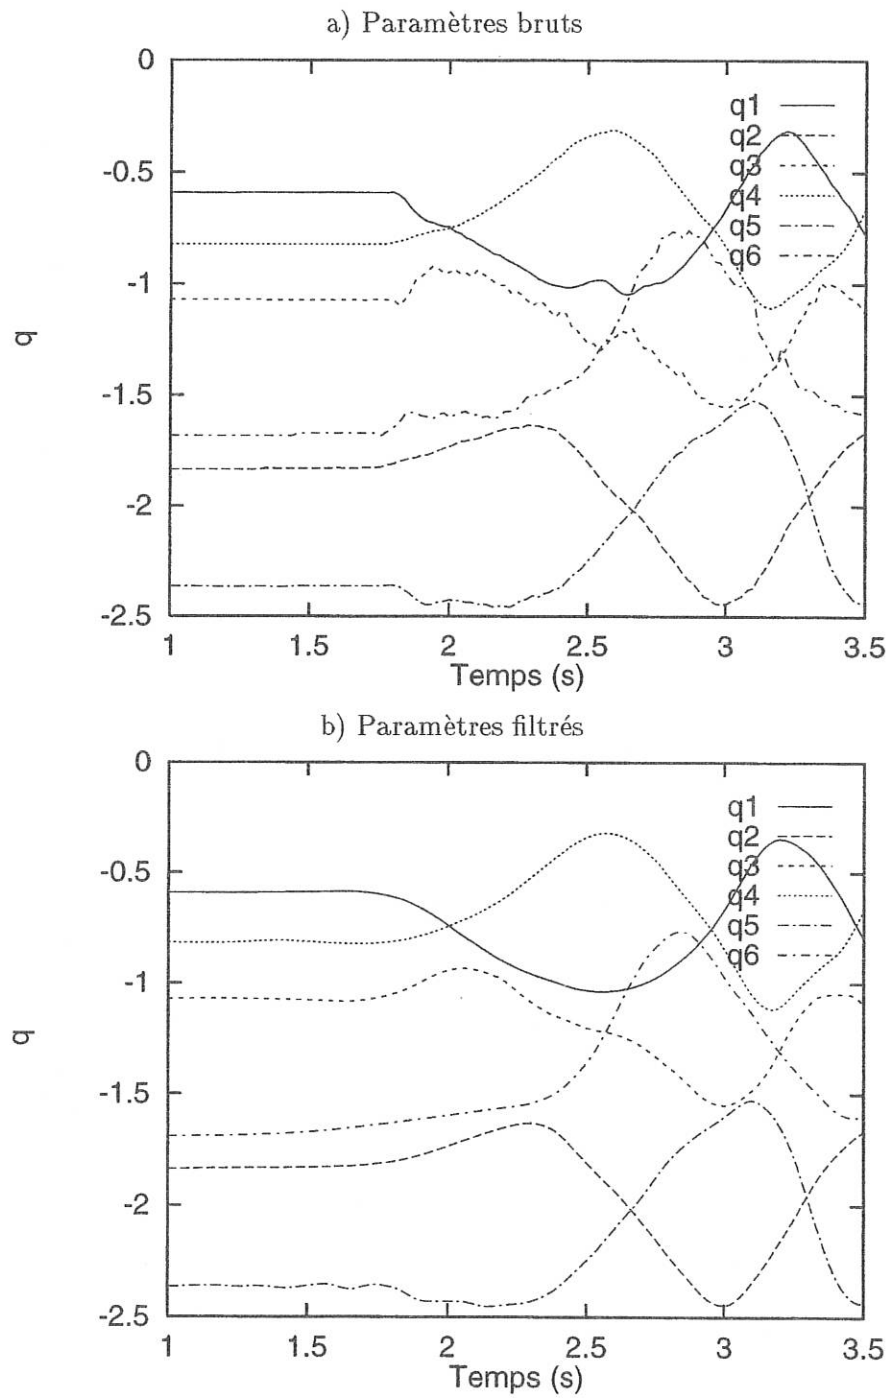 a) Paramètres bruts
0
-0.5
-1
-1.5
-2
-2.5
q
q1
q2
q3
q4
q5
q6
1
1.5
2
2.5
3
3.5
Temps (s)
b) Paramètres filtrés
0
-0.5
-1
-1.5
-2
-2.5
q
q1
q2
q3
q4
q5
q6
1
1.5
2
2.5
3
3.5
Temps (s)